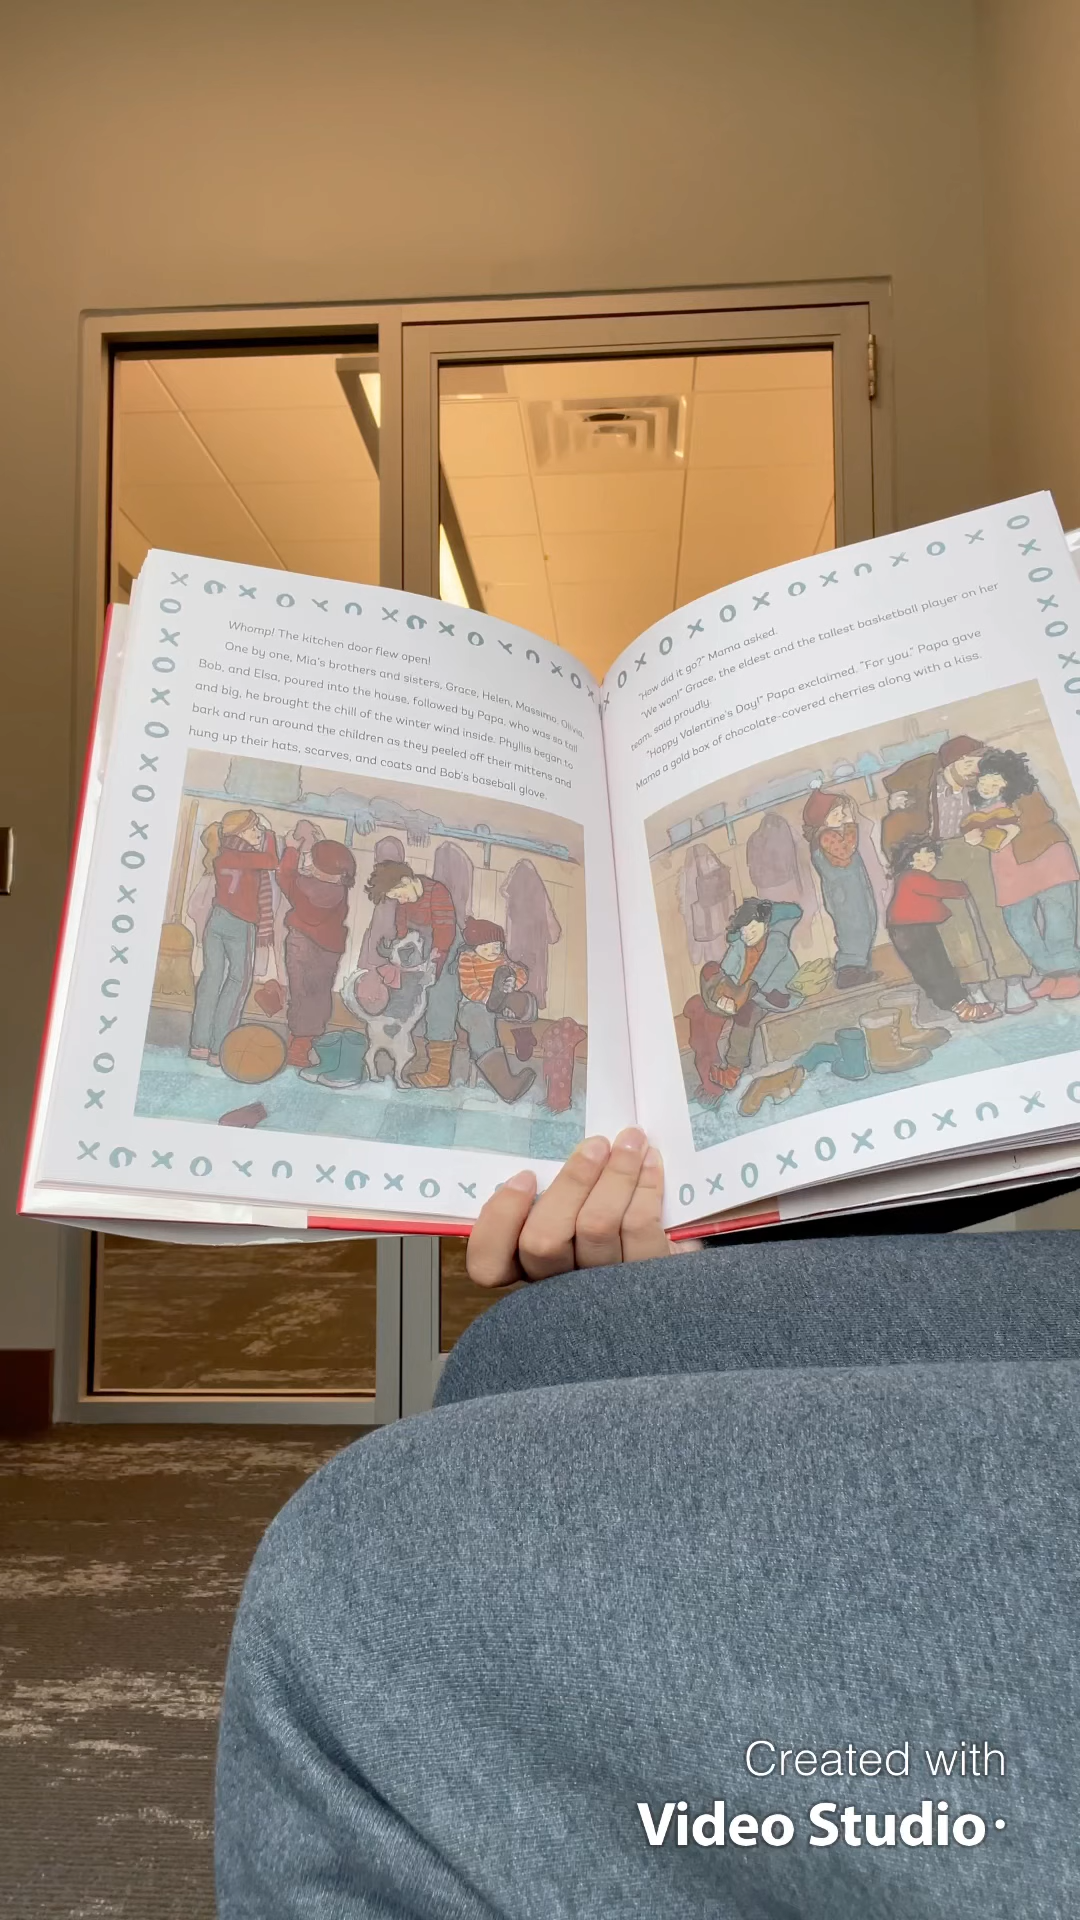 Whomp! The kitchen door flew open!
One by one, Mia's brothers and sisters, Grace, Helen, Massimo, Olivia,
Bob, and Elsa, poured into the house, followed by Papa, who was so tall
and big, he brought the chill of the winter wind inside. Phyllis began to
bark and run around the children as they peeled off their mittens and
hung up their hats, scarves, and coats and Bob's baseball glove.
"How did it go?" Mama asked.
"We won!" Grace, the eldest and the tallest basketball player on her
team, said proudly.
"Happy Valentine's Day!" Papa exclaimed. "For you." Papa gave
Mama a gold box of chocolate-covered cherries along with a kiss.
7
Created with
Video Studio